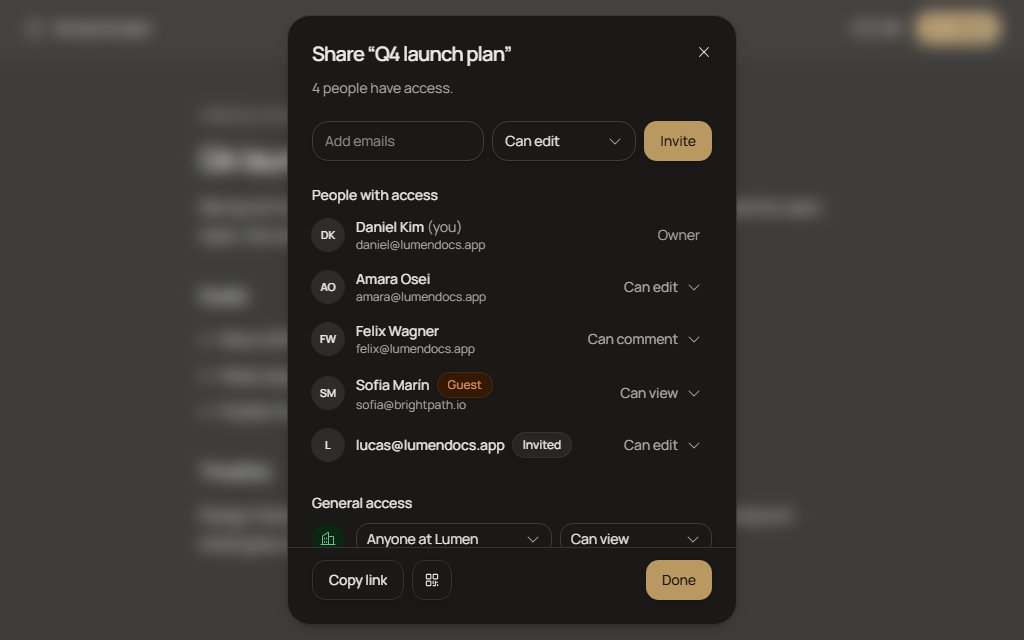 Share “Q4 launch plan”
4 people have access.
Add emails
Can edit
Invite
People with access
DK
Daniel Kim (you)
daniel@lumendocs.app
Owner
AO
Amara Osei
amara@lumendocs.app
Can edit
FW
Felix Wagner
felix@lumendocs.app
Can comment
SM
Sofia Marín
Guest
sofia@brightpath.io
Can view
L
lucas@lumendocs.app
Invited
Can edit
General access
Anyone at Lumen
Can view
Copy link
Done